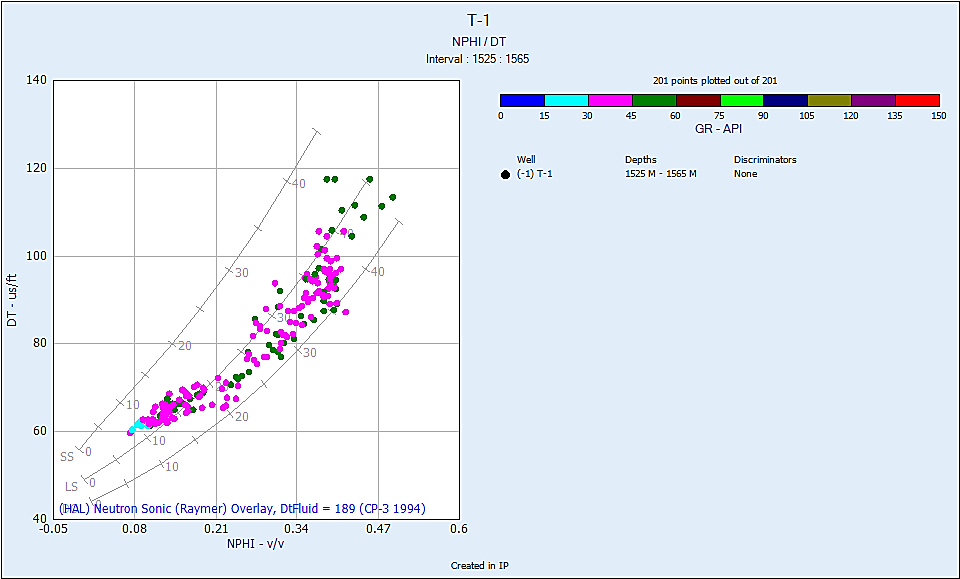 T-1
NPHI / DT
Interval : 1525 : 1565
201 points plotted out of 201
0 15 30 45 60 75 90 105 120 135 150
GR - API
Well Depths Discriminators
(-1) T-1 1525 M - 1565 M None
140
120
100
80
60
40
DT - us/ft
40
30
20
10
SS 0
40
30
20
10
LS 0
40
30
20
10
0
(HAL) Neutron Sonic (Raymer) Overlay, DtFluid = 189 (CP-3 1994)
-0.05 0.08 0.21 0.34 0.47 0.6
NPHI - v/v
Created in IP